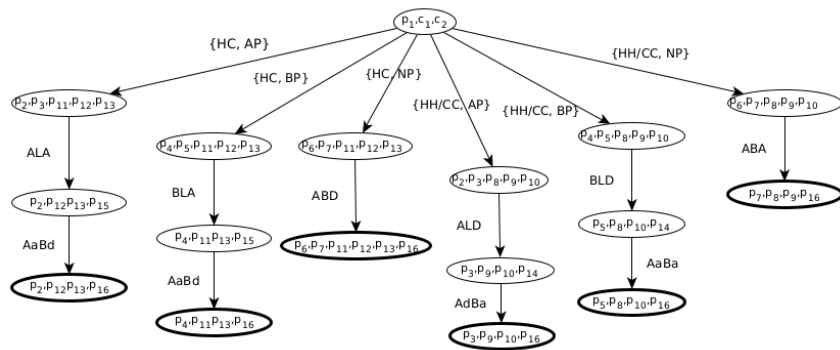 p1,c1,c2
{HC, AP}
{HC, BP}
{HC, NP}
{HH/CC, AP}
{HH/CC, BP}
{HH/CC, NP}
p2,p3,p11,p12,p13
p4,p5,p11,p12,p13
p6,p7,p11,p12,p13
p2,p3,p8,p9,p10
p4,p5,p8,p9,p10
p6,p7,p8,p9,p10
ALA
BLA
ABD
ALD
BLD
ABA
p2,p12p13,p15
p4,p11p13,p15
p6,p7,p11,p12,p13,p16
p3,p9,p10,p14
p5,p8,p10,p14
p7,p8,p9,p16
AaBd
AaBd
AdBa
AaBa
p2,p12p13,p16
p4,p11p13,p16
p3,p9,p10,p16
p5,p8,p10,p16